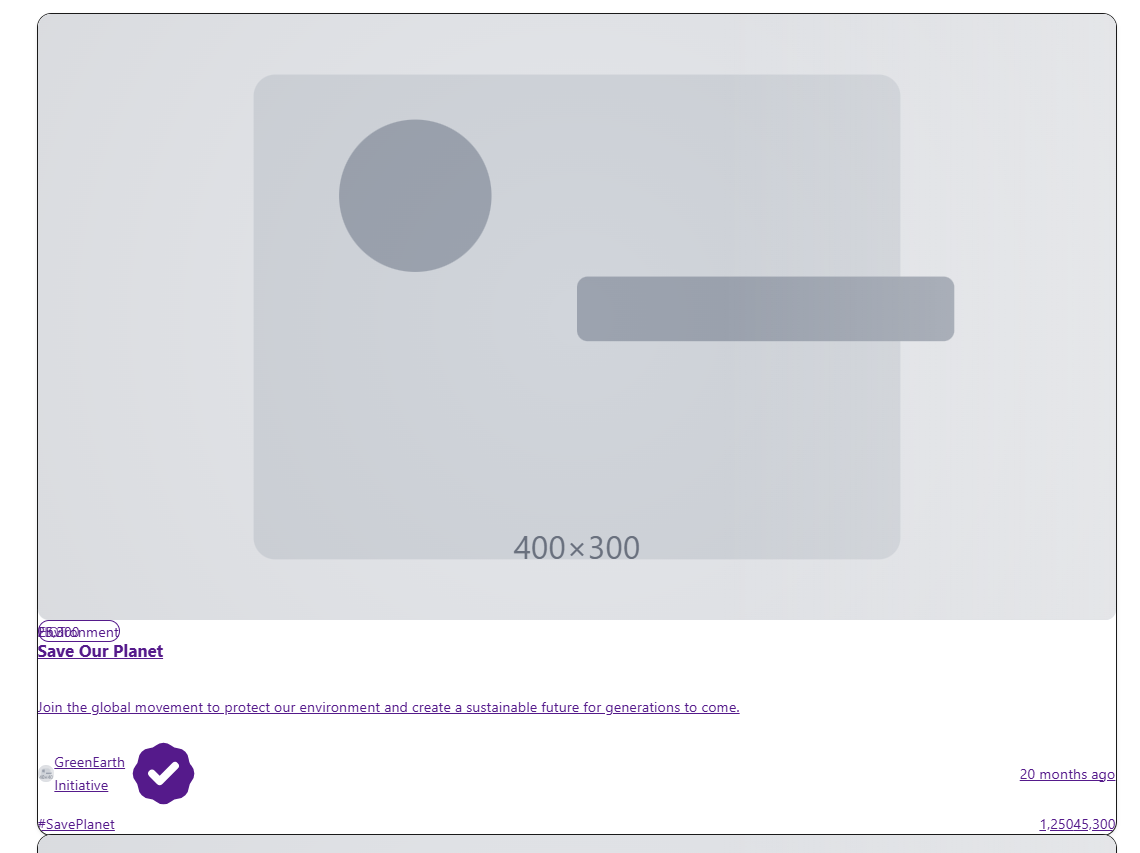 400×300
Environment
Save Our Planet
Join the global movement to protect our environment and create a sustainable future for generations to come.
GreenEarth
Initiative
20 months ago
#SavePlanet
1,25045,300